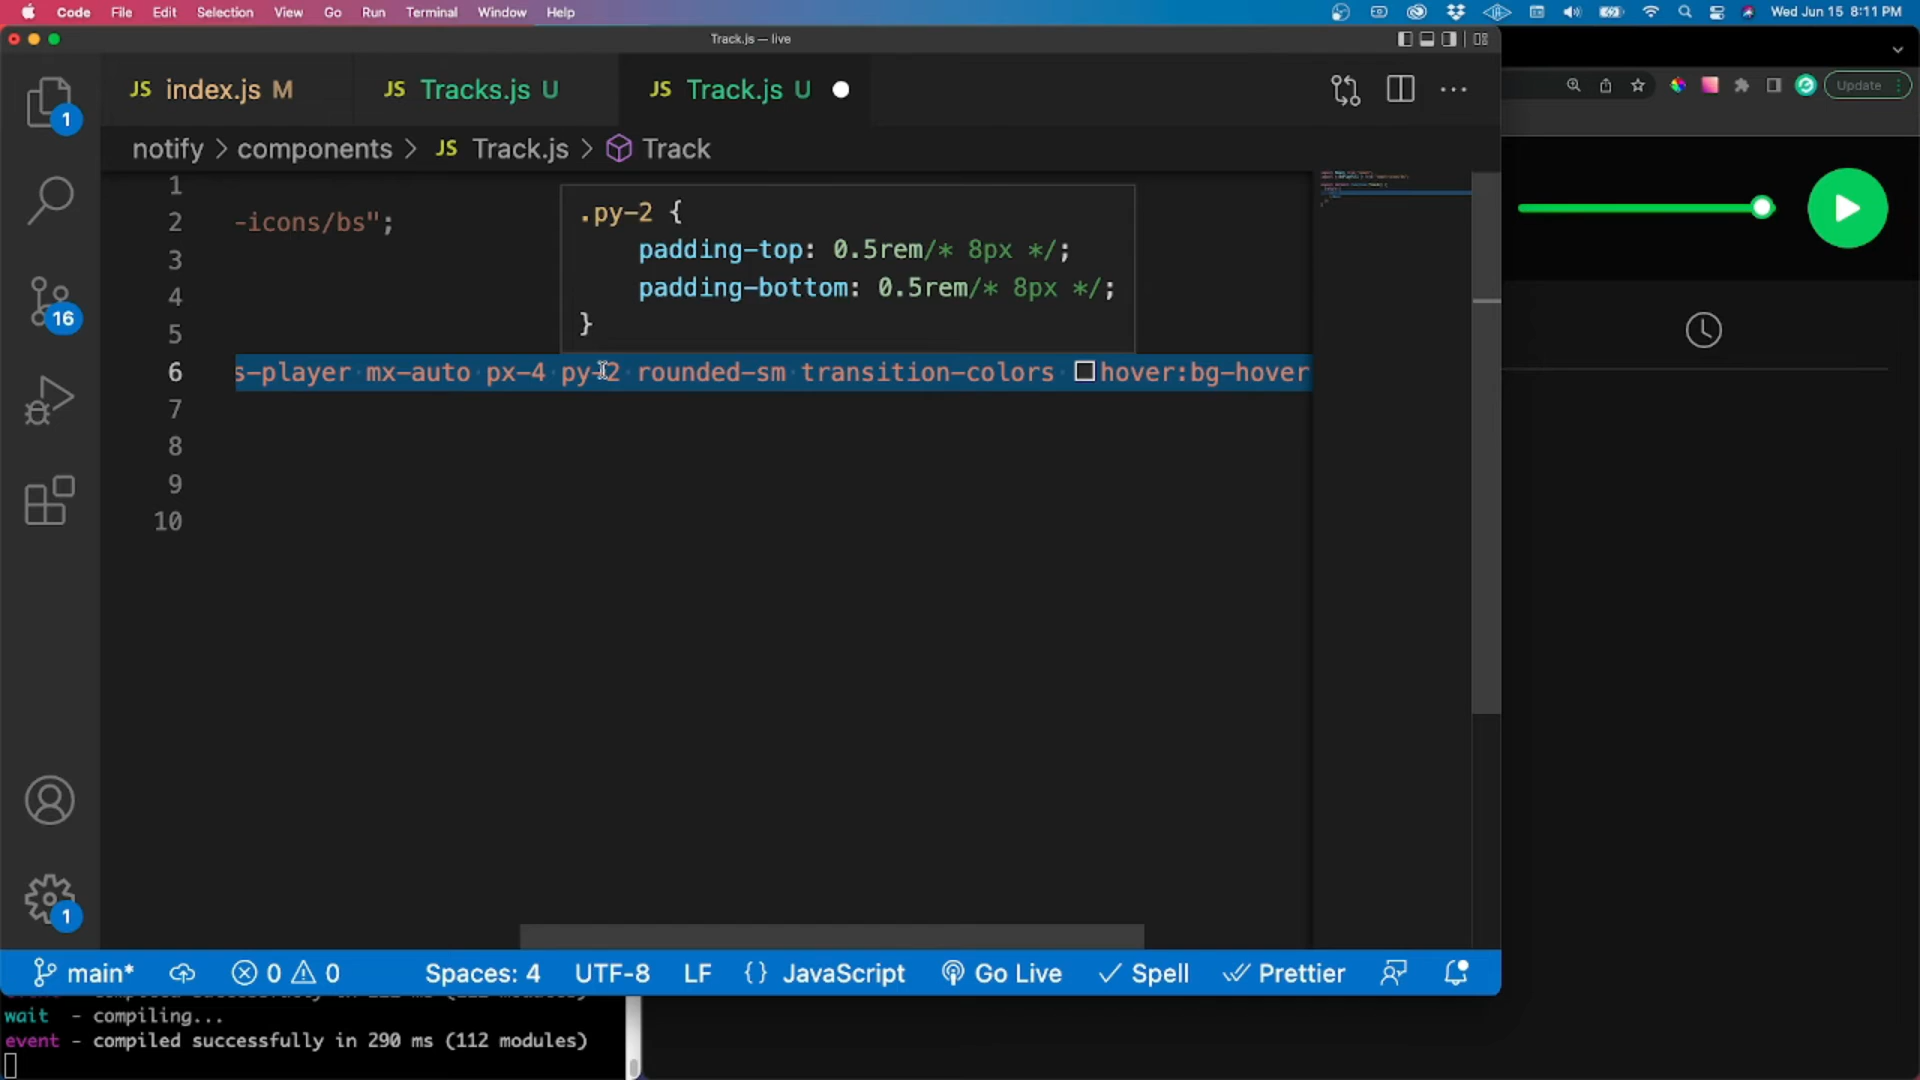 Code File Edit Selection View Go Run Terminal Window Help Wed Jun 15 8:11 PM
Track.js — live
JS index.js M JS Tracks.js U JS Track.js U
Update
notify > components > JS Track.js > Track
1
2 -icons/bs";
3
4
5
.py-2 {
padding-top: 0.5rem/* 8px */;
padding-bottom: 0.5rem/* 8px */;
}
6 s-player mx-auto px-4 py-2 rounded-sm transition-colors hover:bg-hover
7
8
9
10
1
16
1
main* 0 0 Spaces: 4 UTF-8 LF {} JavaScript Go Live Spell Prettier
wait - compiling...
event - compiled successfully in 290 ms (112 modules)